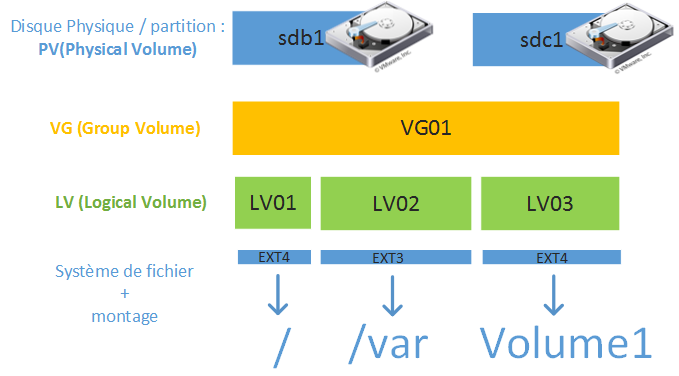 Disque Physique / partition :
PV(Physical Volume)
sdb1
© VMware, Inc.
sdc1
© VMware, Inc.
VG (Group Volume)
VG01
LV (Logical Volume)
LV01
LV02
LV03
EXT4
EXT3
EXT4
Système de fichier
+
montage
/
/var
Volume1